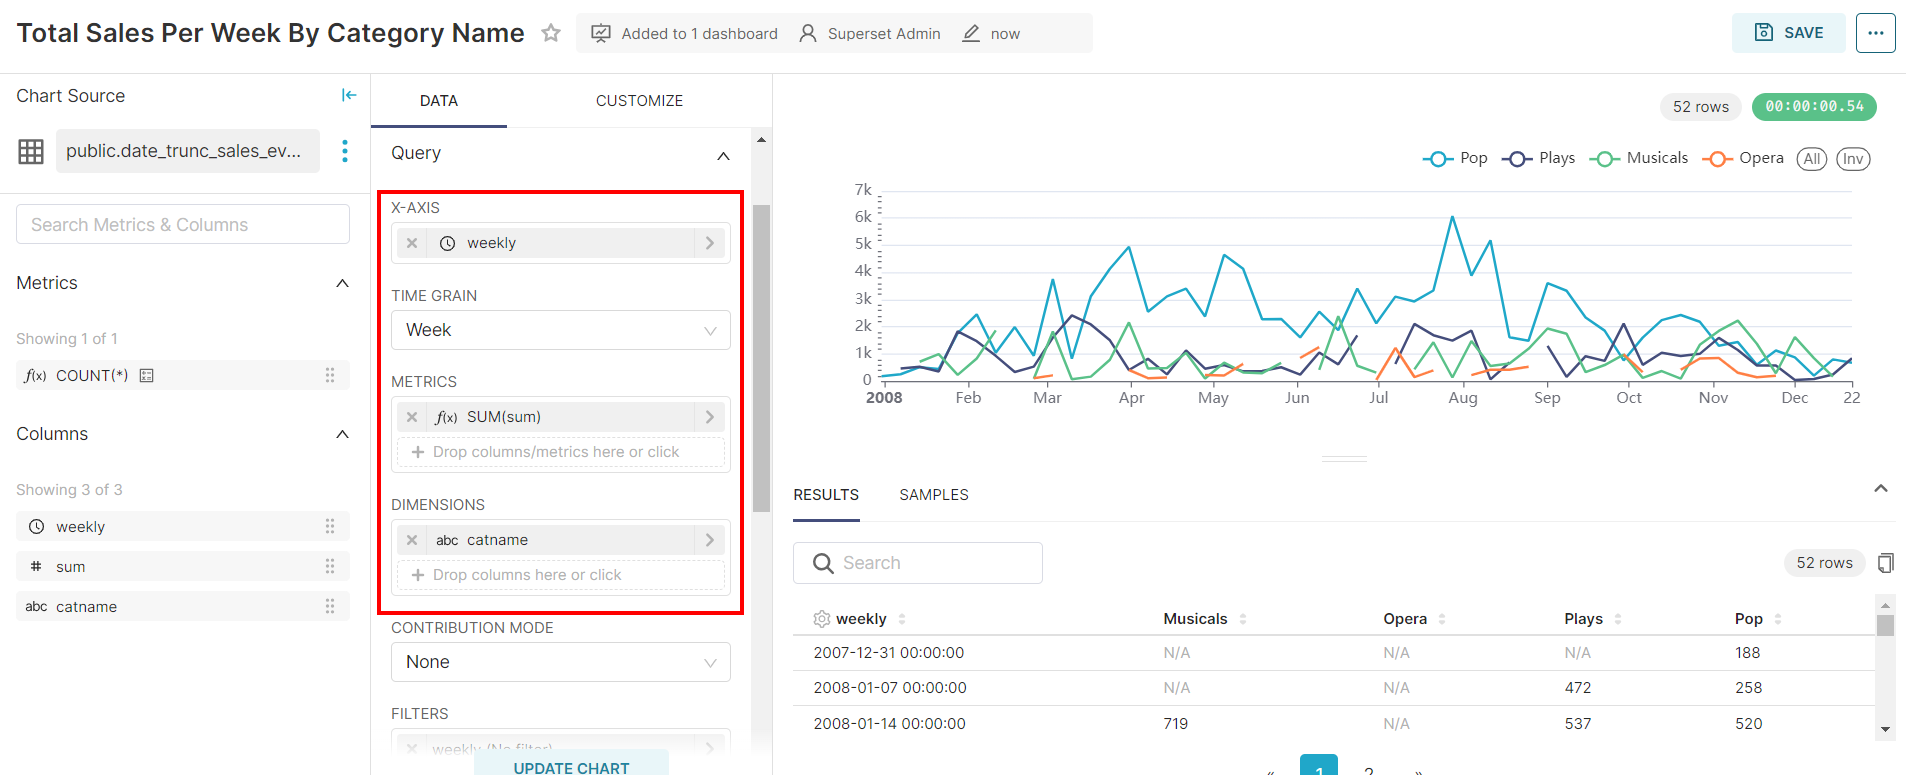 Total Sales Per Week By Category Name
Added to 1 dashboard
Superset Admin
now
SAVE
Chart Source
public.date_trunc_sales_ev...
Search Metrics & Columns
Metrics
Showing 1 of 1
ƒ(x) COUNT(*)
Columns
Showing 3 of 3
weekly
# sum
abc catname
DATA
CUSTOMIZE
Query
X-AXIS
weekly
TIME GRAIN
Week
METRICS
ƒ(x) SUM(sum)
+ Drop columns/metrics here or click
DIMENSIONS
abc catname
+ Drop columns here or click
CONTRIBUTION MODE
None
FILTERS
weekly (No filter)
UPDATE CHART
52 rows
00:00:00.54
Pop
Plays
Musicals
Opera
All
Inv
7k
6k
5k
4k
3k
2k
1k
0
2008 Feb Mar Apr May Jun Jul Aug Sep Oct Nov Dec 22
RESULTS
SAMPLES
Search
52 rows
weekly Musicals Opera Plays Pop
2007-12-31 00:00:00 N/A N/A N/A 188
2008-01-07 00:00:00 N/A N/A 472 258
2008-01-14 00:00:00 719 N/A 537 520
« 1 2 »